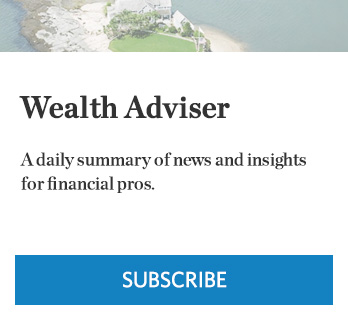 Wealth Adviser
A daily summary of news and insights
for financial pros.
SUBSCRIBE